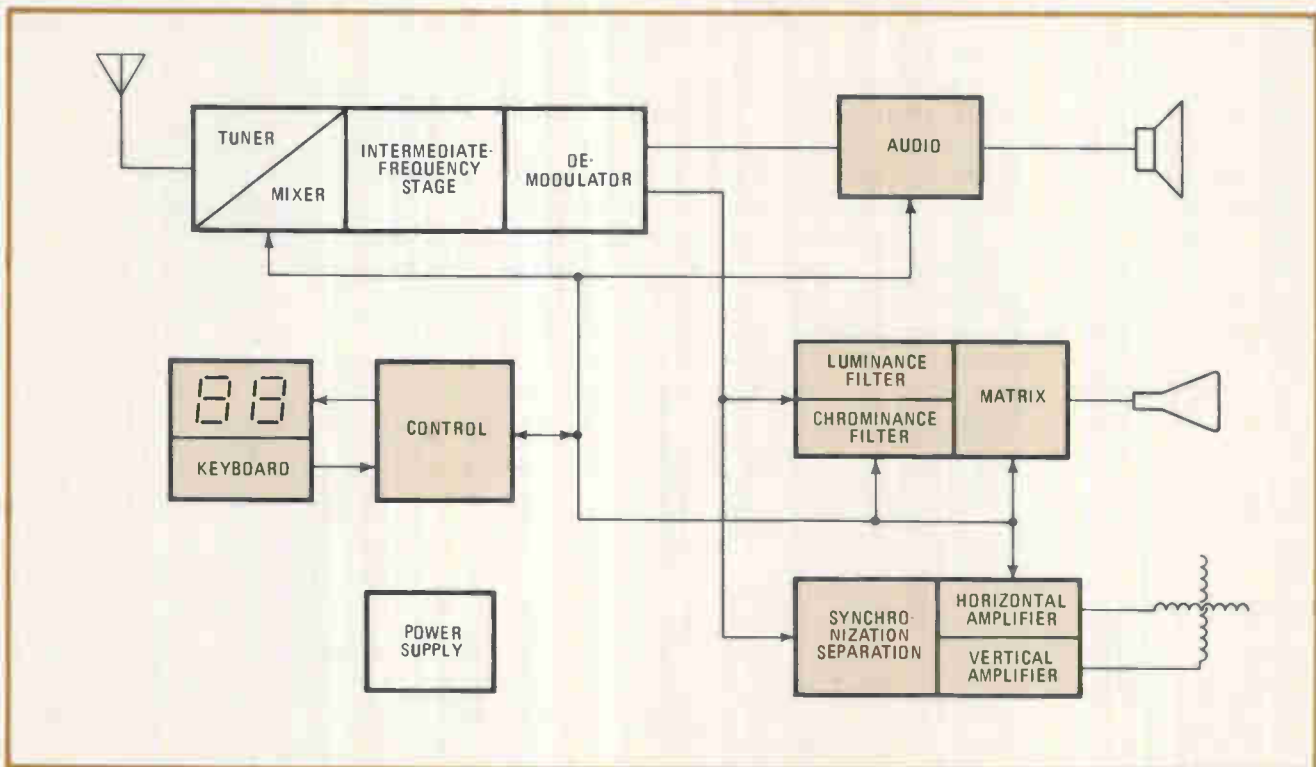 TUNER
MIXER
INTERMEDIATE-
FREQUENCY
STAGE
DE-
MODULATOR
AUDIO
88
KEYBOARD
CONTROL
LUMINANCE
FILTER
CHROMINANCE
FILTER
MATRIX
POWER
SUPPLY
SYNCHRO-
NIZATION
SEPARATION
HORIZONTAL
AMPLIFIER
VERTICAL
AMPLIFIER